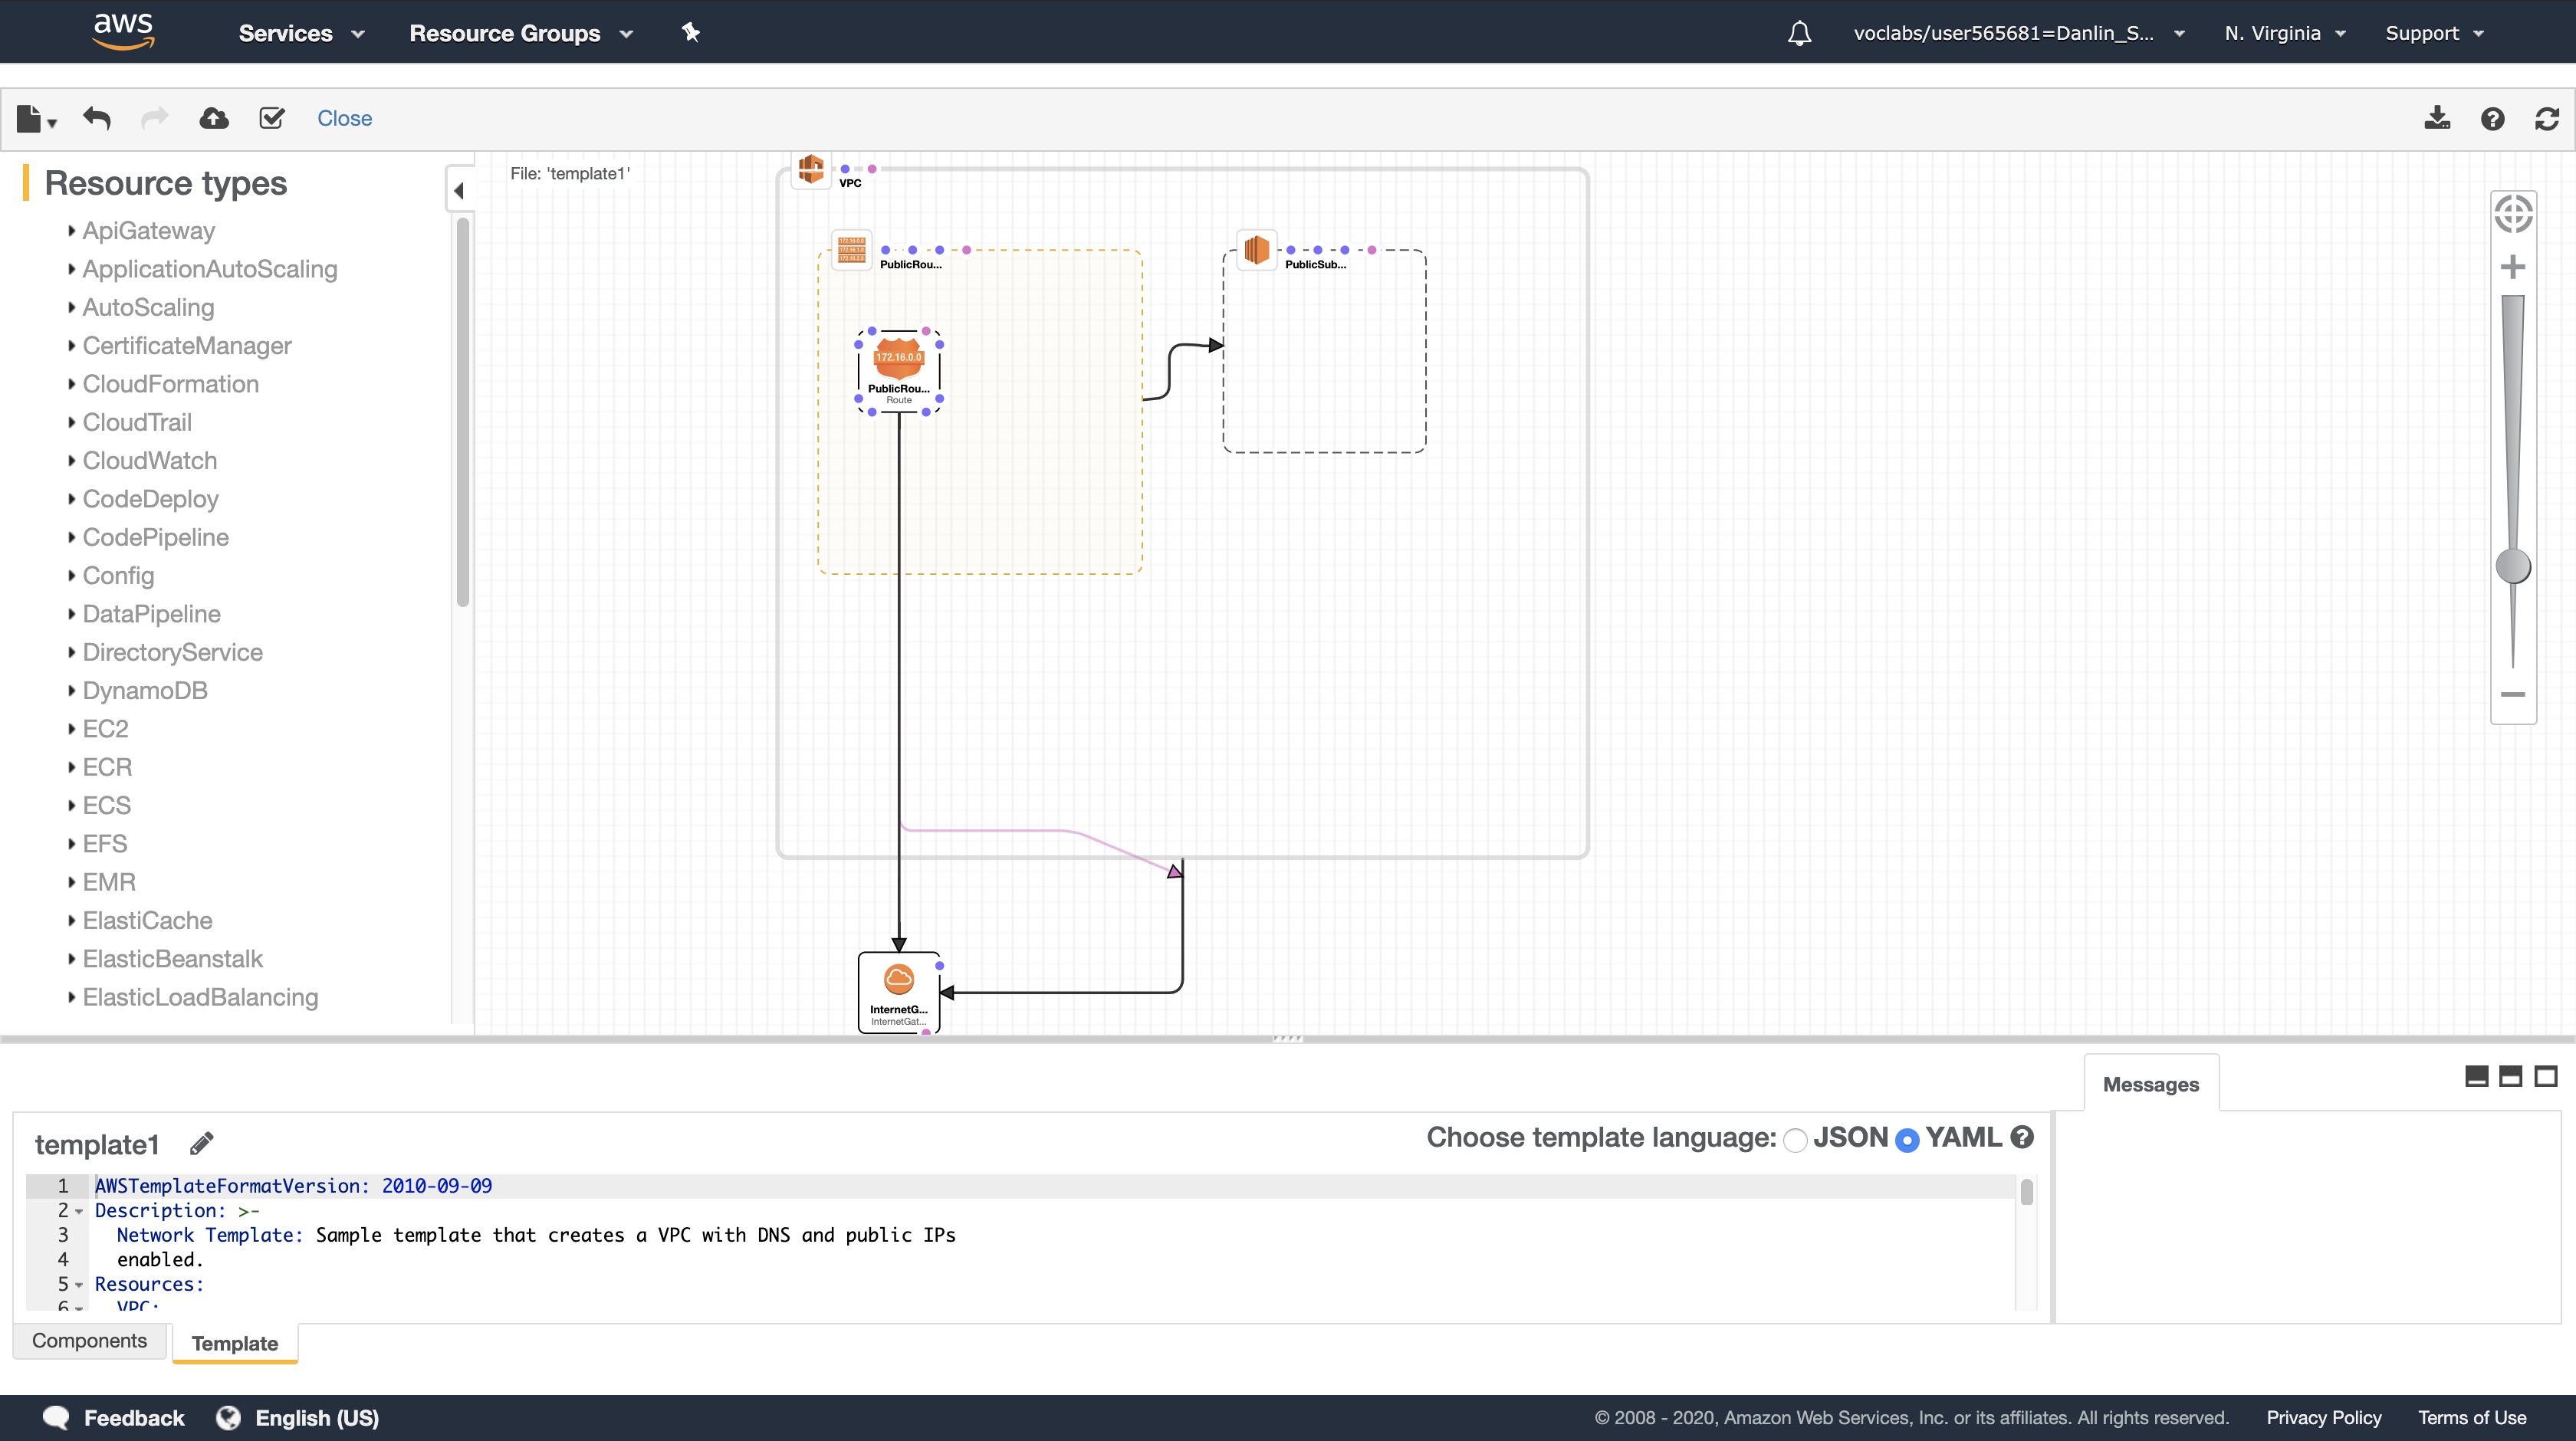 aws
Services
Resource Groups
voclabs/user565681=Danlin_S...
N. Virginia
Support
Close
Resource types
ApiGateway
ApplicationAutoScaling
AutoScaling
CertificateManager
CloudFormation
CloudTrail
CloudWatch
CodeDeploy
CodePipeline
Config
DataPipeline
DirectoryService
DynamoDB
EC2
ECR
ECS
EFS
EMR
ElastiCache
ElasticBeanstalk
ElasticLoadBalancing
File: 'template1'
VPC
PublicRou...
PublicSub...
172.16.0.0
PublicRou...
Route
InternetG...
InternetGat...
Messages
template1
Choose template language: JSON YAML
1 AWSTemplateFormatVersion: 2010-09-09
2 Description: >-
3 Network Template: Sample template that creates a VPC with DNS and public IPs
4 enabled.
5 Resources:
6 VPC:
Components
Template
Feedback
English (US)
© 2008 - 2020, Amazon Web Services, Inc. or its affiliates. All rights reserved.
Privacy Policy
Terms of Use